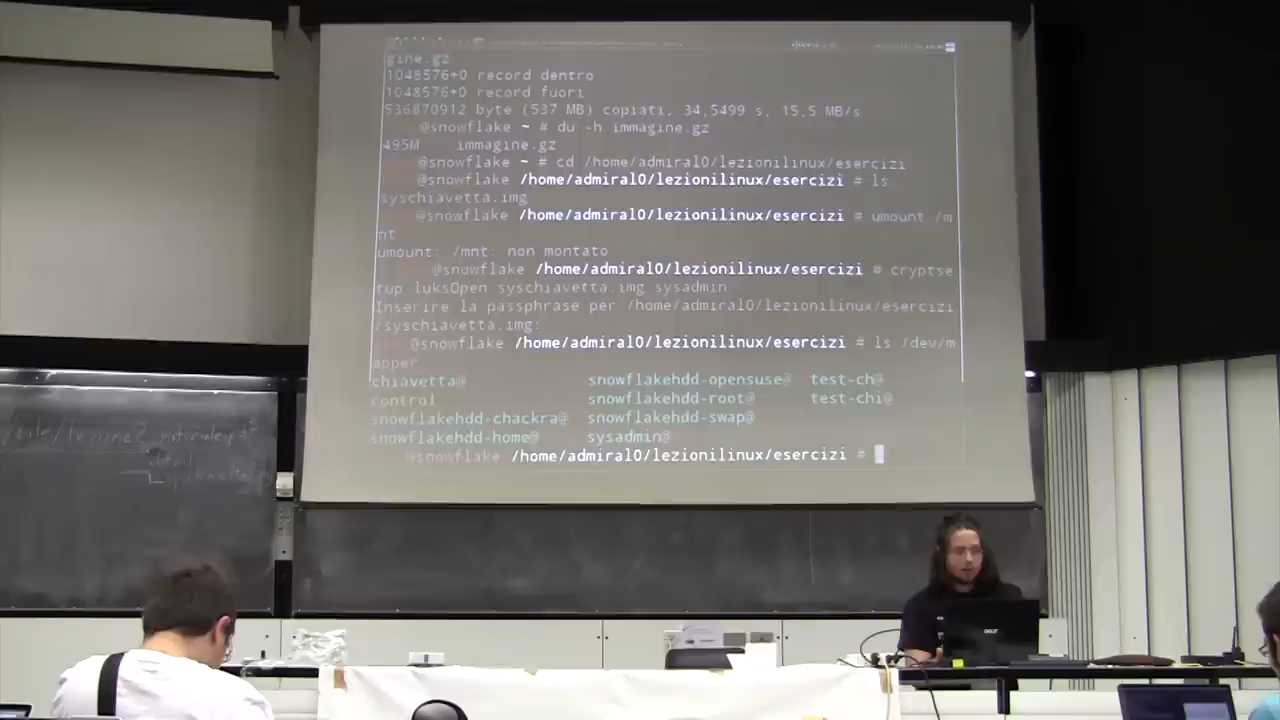 gine.gz
1048576+0 record dentro
1048576+0 record fuori
536870912 byte (537 MB) copiati, 34,5499 s, 15,5 MB/s
@snowflake ~ # du -h immagine.gz
495M immagine.gz
@snowflake ~ # cd /home/admiral0/lezionilinux/esercizi
@snowflake /home/admiral0/lezionilinux/esercizi # ls
syschiavetta.img
@snowflake /home/admiral0/lezionilinux/esercizi # umount /m
nt
umount: /mnt: non montato
@snowflake /home/admiral0/lezionilinux/esercizi # cryptse
tup luksOpen syschiavetta.img sysadmin
Inserire la passphrase per /home/admiral0/lezionilinux/esercizi
/syschiavetta.img:
@snowflake /home/admiral0/lezionilinux/esercizi # ls /dev/m
apper
chiavetta@ snowflakehdd-opensuse@ test-ch@
control snowflakehdd-root@ test-chi@
snowflakehdd-chackra@ snowflakehdd-swap@
snowflakehdd-home@ sysadmin@
@snowflake /home/admiral0/lezionilinux/esercizi #
acer